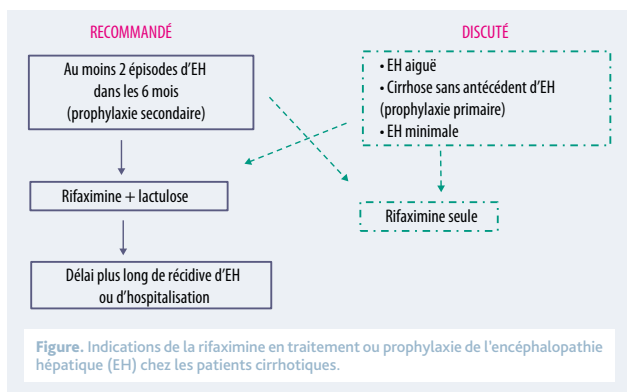 RECOMMANDÉ
Au moins 2 épisodes d'EH
dans les 6 mois
(prophylaxie secondaire)
Rifaximine + lactulose
Délai plus long de récidive d'EH
ou d'hospitalisation
DISCUTÉ
• EH aiguë
• Cirrhose sans antécédent d'EH
(prophylaxie primaire)
• EH minimale
Rifaximine seule
Figure. Indications de la rifaximine en traitement ou prophylaxie de l'encéphalopathie
hépatique (EH) chez les patients cirrhotiques.